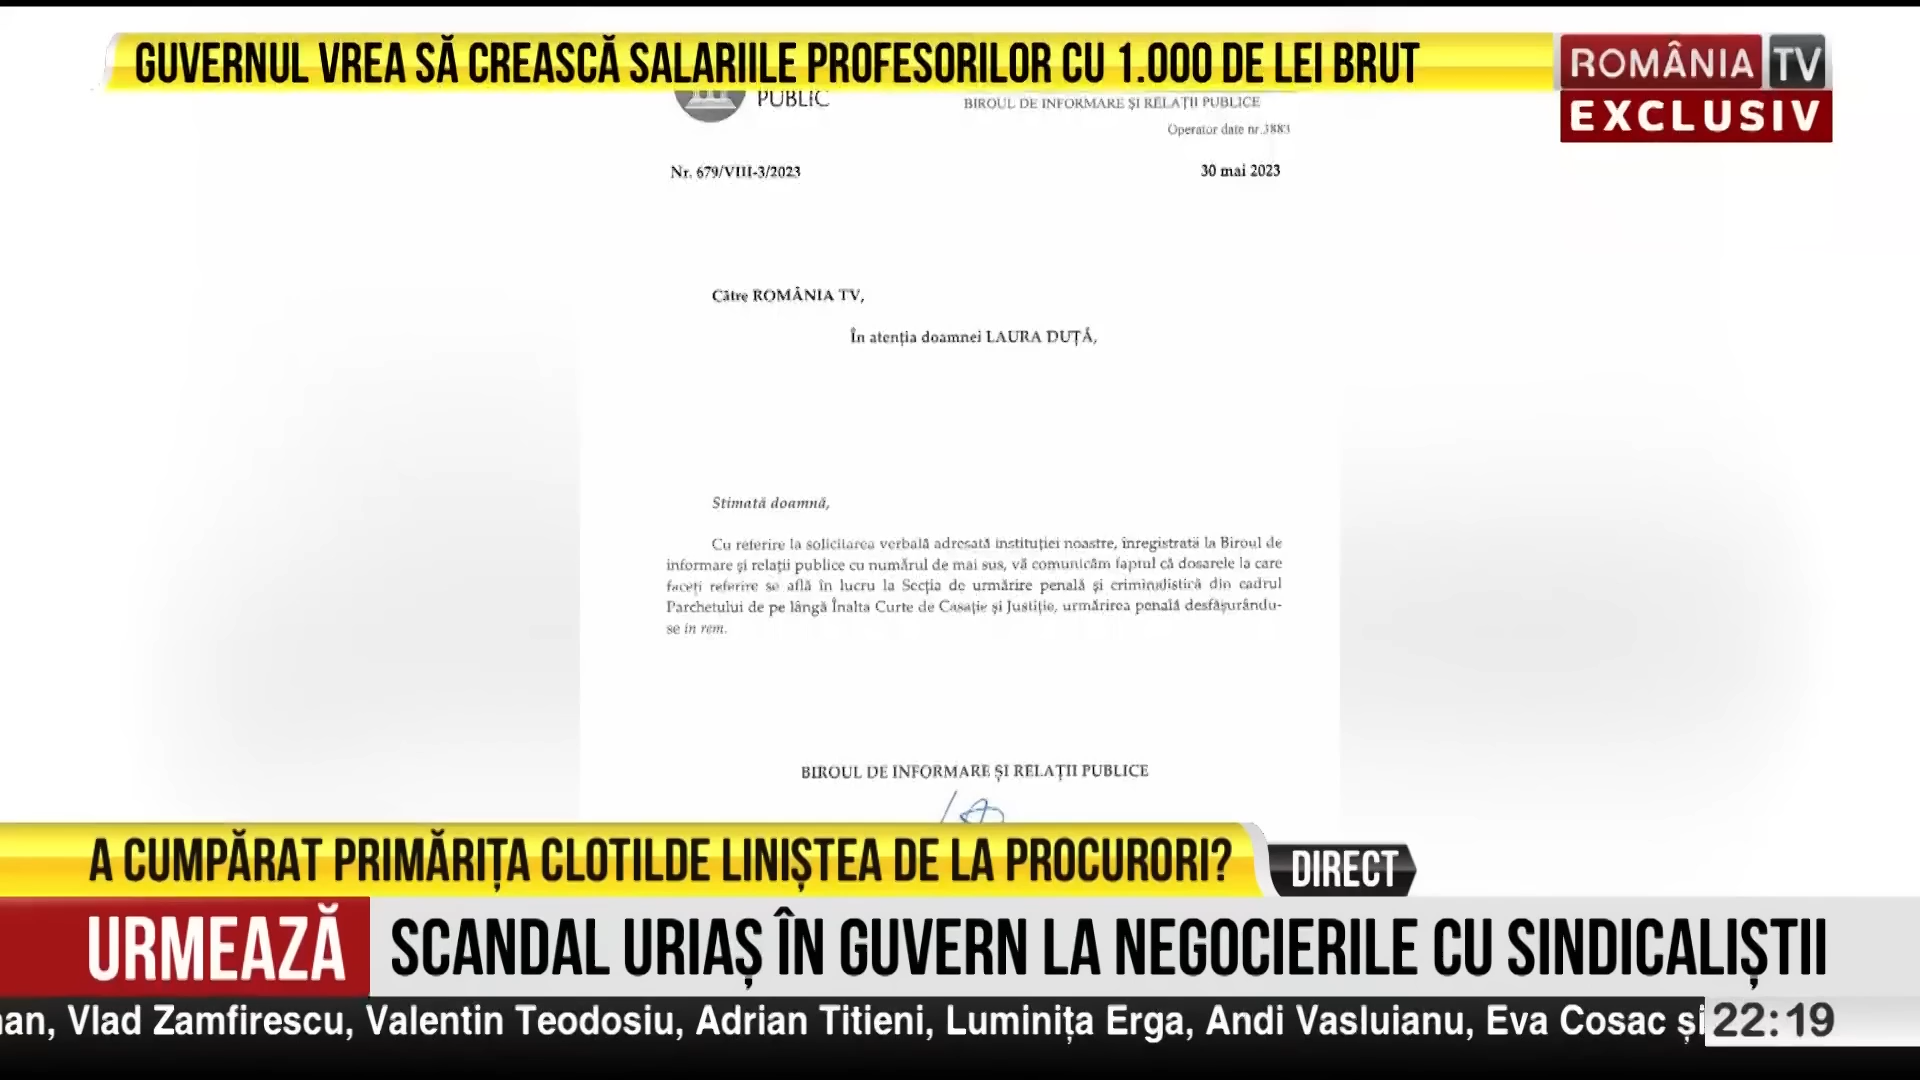 GUVERNUL VREA SĂ CREASCĂ SALARIILE PROFESORILOR CU 1.000 DE LEI BRUT
ROMÂNIA TV
EXCLUSIV
PUBLIC
BIROUL DE INFORMARE ȘI RELAȚII PUBLICE
Operator date nr.3883
Nr. 679/VIII-3/2023
30 mai 2023
Către ROMÂNIA TV,
În atenția doamnei LAURA DUȚĂ,
Stimată doamnă,
Cu referire la solicitarea verbală adresată instituției noastre, înregistrată la Biroul de
informare și relații publice cu numărul de mai sus, vă comunicăm faptul că dosarele la care
faceți referire se află în lucru la Secția de urmărire penală și criminalistică din cadrul
Parchetului de pe lângă Înalta Curte de Casație și Justiție, urmărirea penală desfășurându-
se in rem.
BIROUL DE INFORMARE ȘI RELAȚII PUBLICE
A CUMPĂRAT PRIMĂRIȚA CLOTILDE LINIȘTEA DE LA PROCURORI?
DIRECT
URMEAZĂ
SCANDAL URIAȘ ÎN GUVERN LA NEGOCIERILE CU SINDICALIȘTII
an, Vlad Zamfirescu, Valentin Teodosiu, Adrian Titieni, Luminița Erga, Andi Vasluianu, Eva Cosac și
22:19